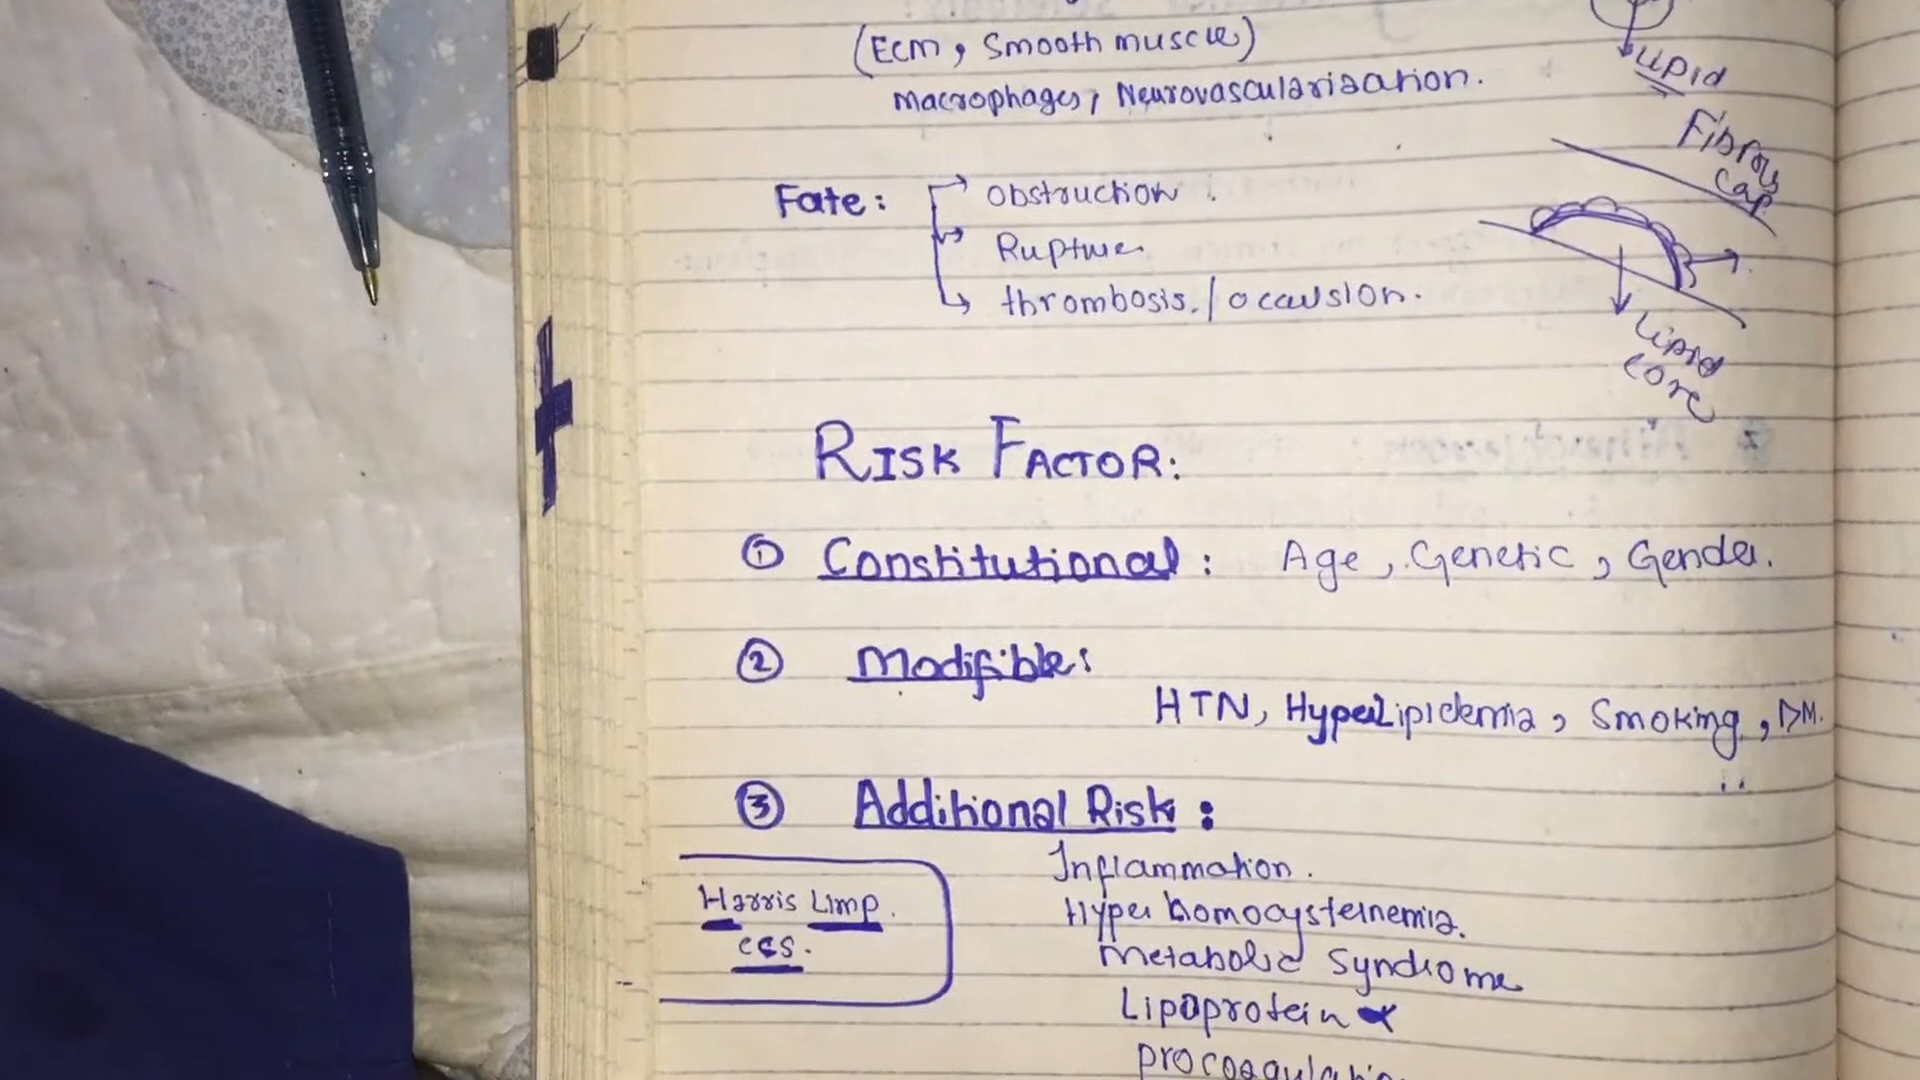 (Ecm, Smooth muscle)
Macrophages, Neurovascularisation.
Lipid
Fibrous
cap
Fate: obstruction.
Rupture
thrombosis./occulsion.
Lipid
core
RISK FACTOR:
① Constitutional: Age, Genetic, Gender.
② Modifible:
HTN, HyperLipidemia, Smoking, DM.
③ Additional Risk:
Inflammation.
Hyper homocysteinemia.
Metabolic Syndrome
Lipoprotein
Harris Limp.
ccs.